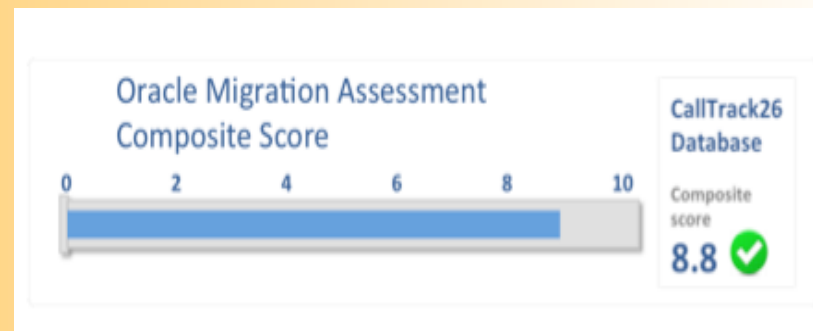 Oracle Migration Assessment
Composite Score
0 2 4 6 8 10
CallTrack26
Database
Composite
score
8.8